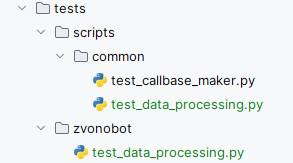 tests
scripts
common
test_callbase_maker.py
test_data_processing.py
zvonobot
test_data_processing.py